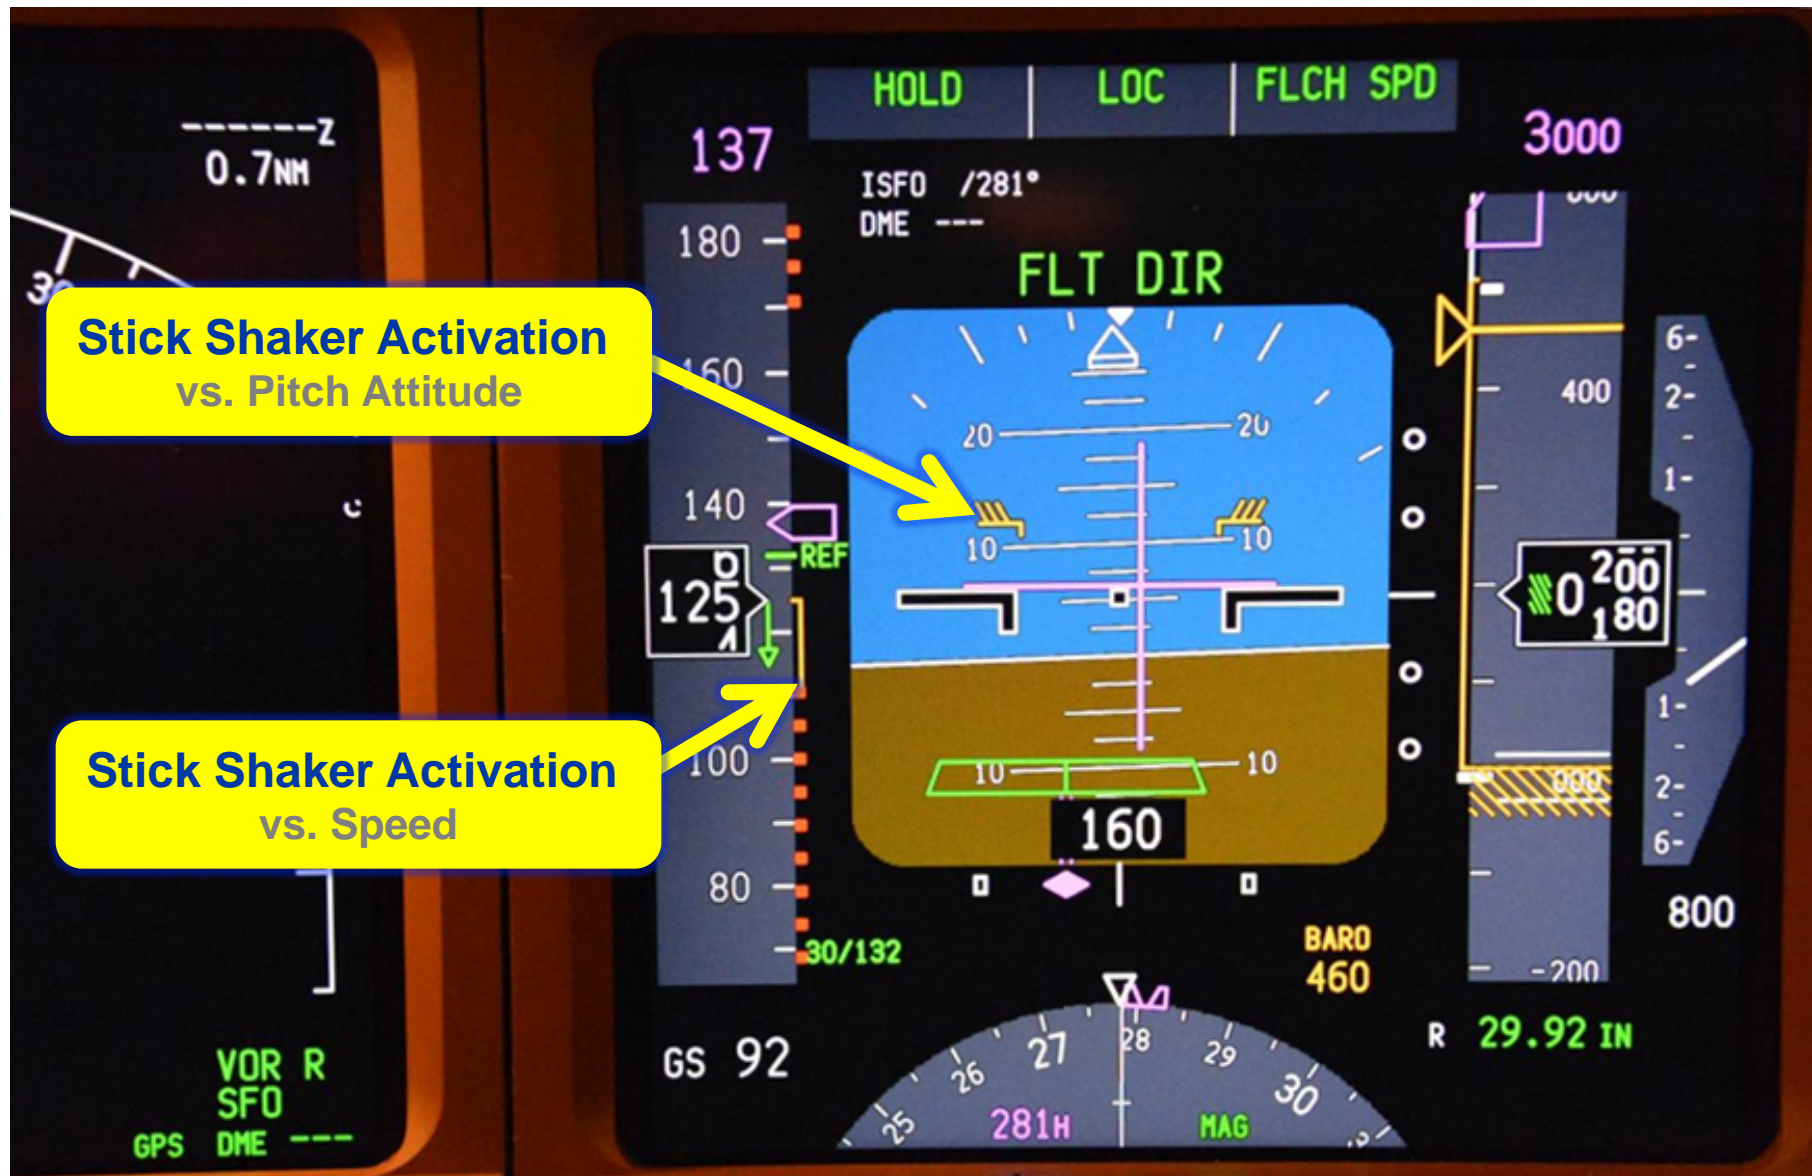 ------Z
0.7NM
HOLD
LOC
FLCH SPD
137
3000
ISFO /281°
DME ---
FLT DIR
Stick Shaker Activation
vs. Pitch Attitude
180
160
140
REF
125
100
80
30/132
GS 92
20 20
10 10
10 10
160
400
0 200
180
000
-200
6-
2-
1-
1-
2-
6-
800
BARO
460
R 29.92 IN
Stick Shaker Activation
vs. Speed
25 26 27 28 29 30
281H
MAG
VOR R
SFO
GPS DME ---